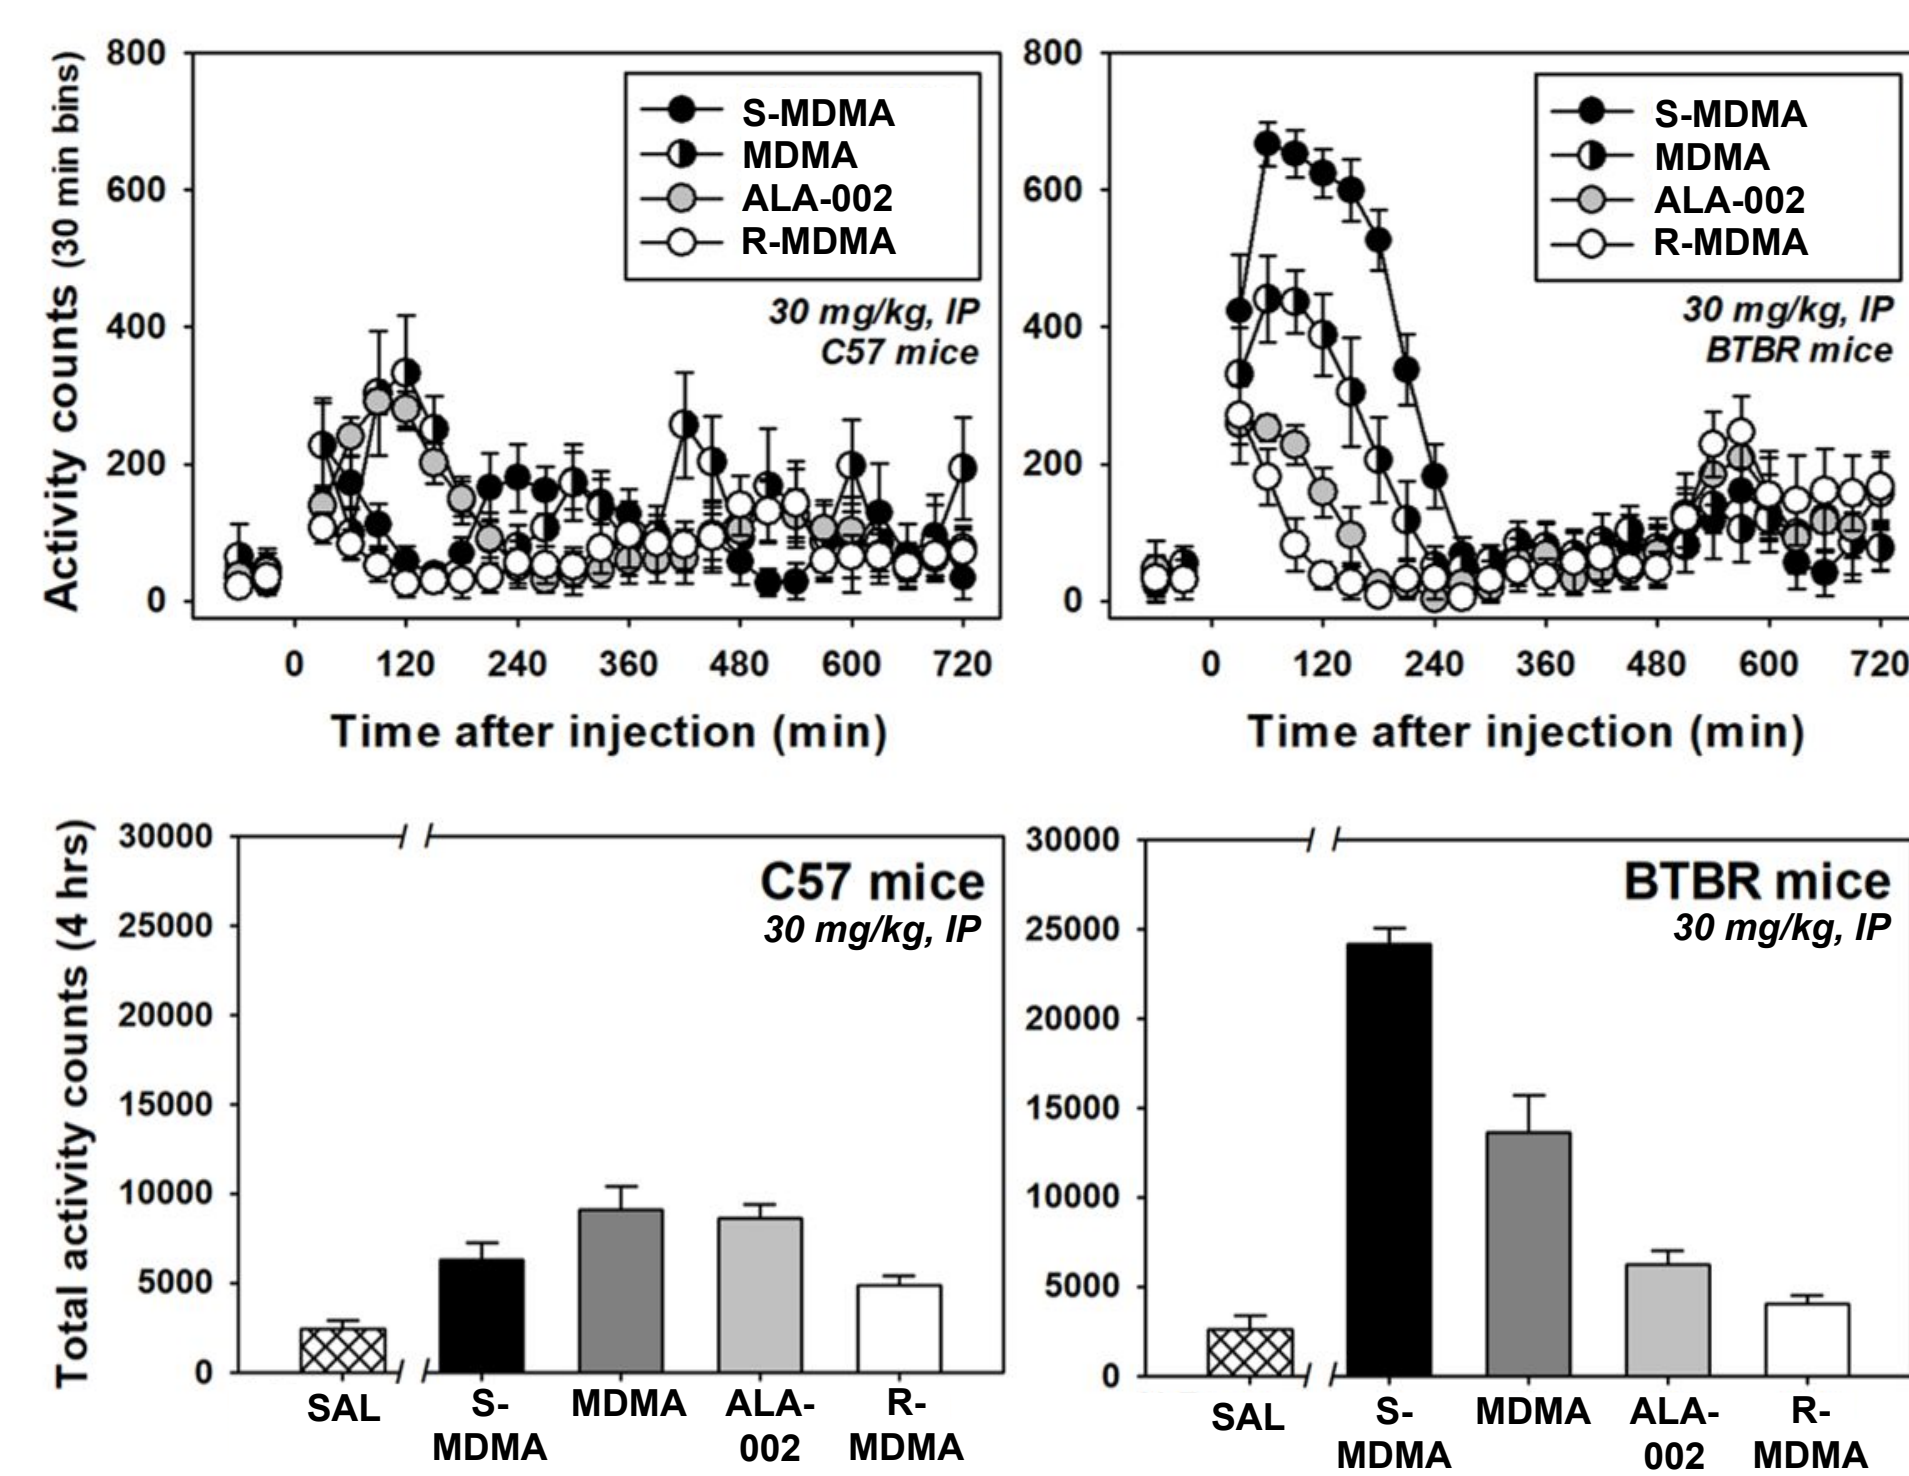 Activity counts (30 min bins)
800
600
400
200
0
S-MDMA
MDMA
ALA-002
R-MDMA
30 mg/kg, IP
C57 mice
0 120 240 360 480 600 720
Time after injection (min)
800
600
400
200
0
S-MDMA
MDMA
ALA-002
R-MDMA
30 mg/kg, IP
BTBR mice
0 120 240 360 480 600 720
Time after injection (min)
Total activity counts (4 hrs)
30000
25000
20000
15000
10000
5000
0
C57 mice
30 mg/kg, IP
SAL
S-
MDMA
MDMA
ALA-
002
R-
MDMA
30000
25000
20000
15000
10000
5000
0
BTBR mice
30 mg/kg, IP
SAL
S-
MDMA
MDMA
ALA-
002
R-
MDMA